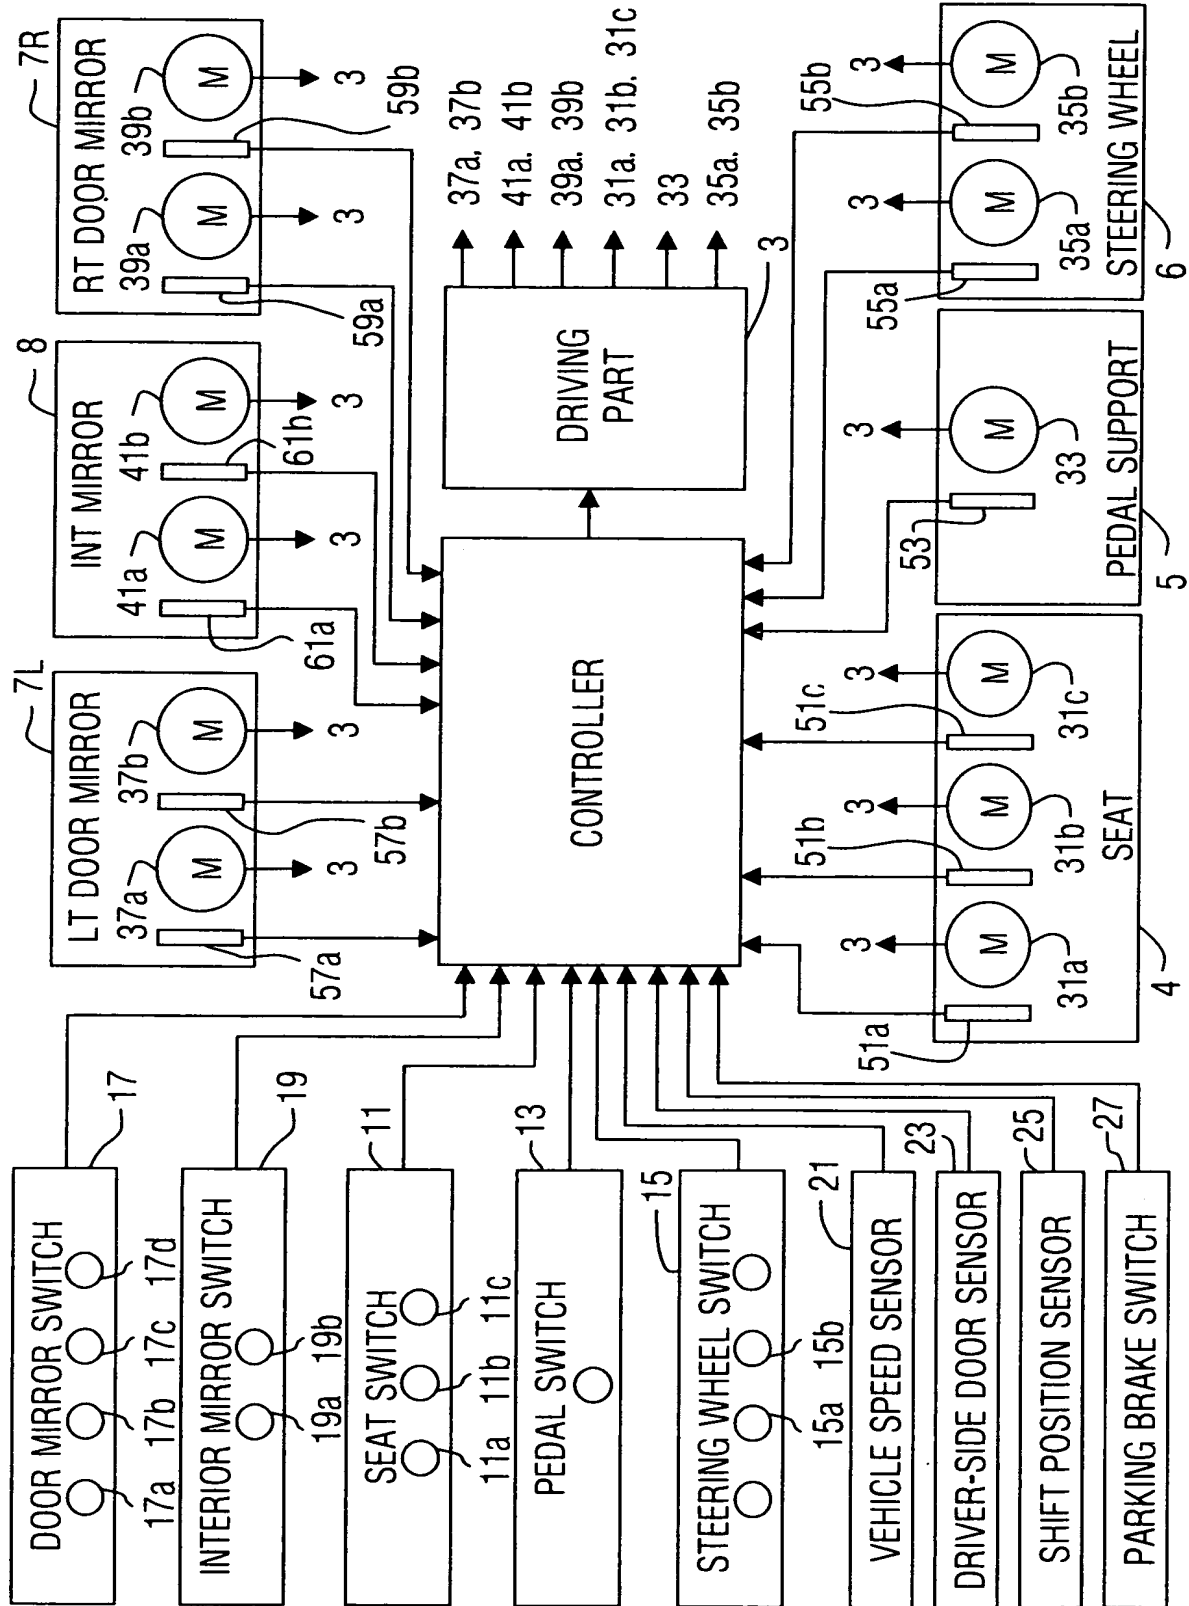 DOOR MIRROR SWITCH
17
17a 17b 17c 17d
INTERIOR MIRROR SWITCH
19
19a 19b
SEAT SWITCH
11
11a 11b 11c
PEDAL SWITCH
13
STEERING WHEEL SWITCH
15
15a 15b
VEHICLE SPEED SENSOR
21
DRIVER-SIDE DOOR SENSOR
23
SHIFT POSITION SENSOR
25
PARKING BRAKE SWITCH
27
7L
LT DOOR MIRROR
37a 37b
M M
57a 3 57b 3
8
INT MIRROR
41a 41b
M M
61a 3 61b 3
7R
RT DOOR MIRROR
39a 39b
M M
59a 3 59b 3
CONTROLLER
DRIVING
PART
3
37a. 37b
41a. 41b
39a. 39b
31a. 31b. 31c
33
35a. 35b
51a 3 51b 3 51c 3
M M M
31a 31b 31c
SEAT
4
53 3
M
33
PEDAL SUPPORT
5
55a 3 55b 3
M M
35a 35b
STEERING WHEEL
6